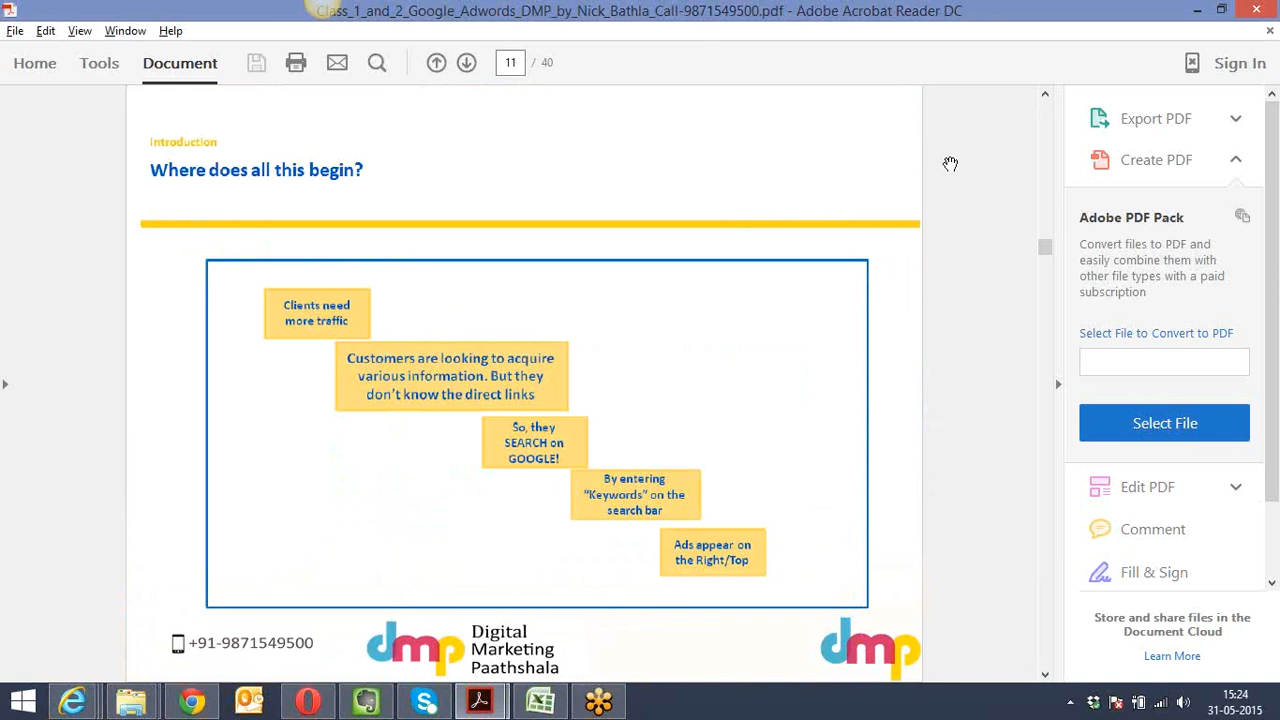 Class_1_and_2_Google_Adwords_DMP_by_Nick_Bathla_Call-9871549500.pdf - Adobe Acrobat Reader DC
File Edit View Window Help
Home Tools Document 11 / 40 Sign In
Introduction
Where does all this begin?
Clients need
more traffic
Customers are looking to acquire
various information. But they
don't know the direct links
So, they
SEARCH on
GOOGLE!
By entering
"Keywords" on the
search bar
Ads appear on
the Right/Top
+91-9871549500
dmp
Digital
Marketing
Paathshala
dmp
Export PDF
Create PDF
Adobe PDF Pack
Convert files to PDF and
easily combine them with
other file types with a paid
subscription
Select File to Convert to PDF
Select File
Edit PDF
Comment
Fill & Sign
Store and share files in the
Document Cloud
Learn More
15:24
31-05-2015